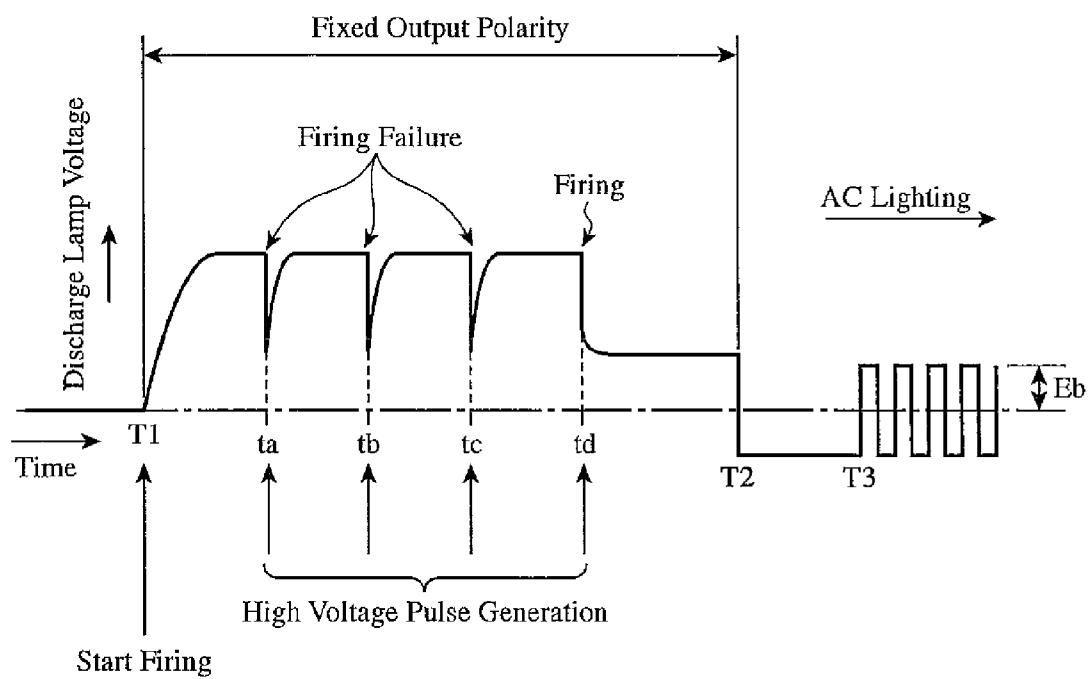 Fixed Output Polarity
Discharge Lamp Voltage
Firing Failure
Firing
AC Lighting
Eb
T1
ta
tb
tc
td
T2
T3
Time
High Voltage Pulse Generation
Start Firing